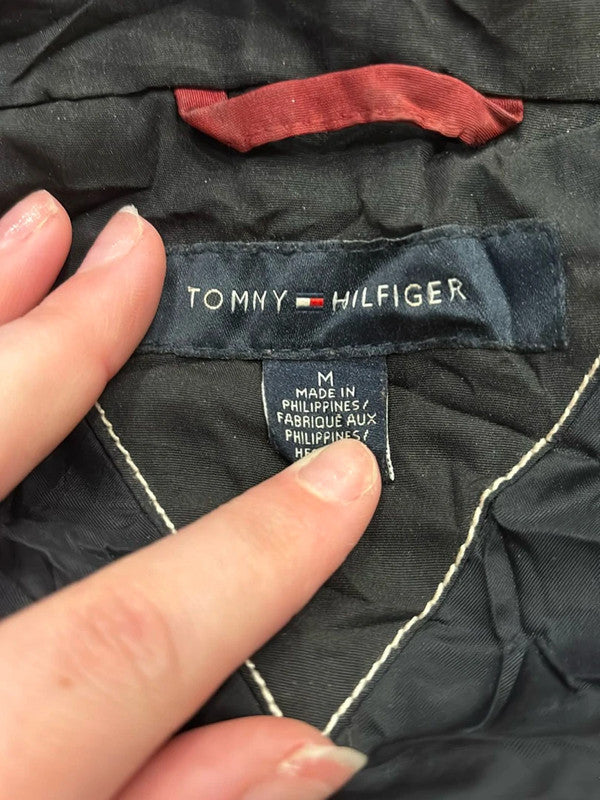 TOMMY HILFIGER
M
MADE IN
PHILIPPINES/
FABRIQUÉ AUX
PHILIPPINES/